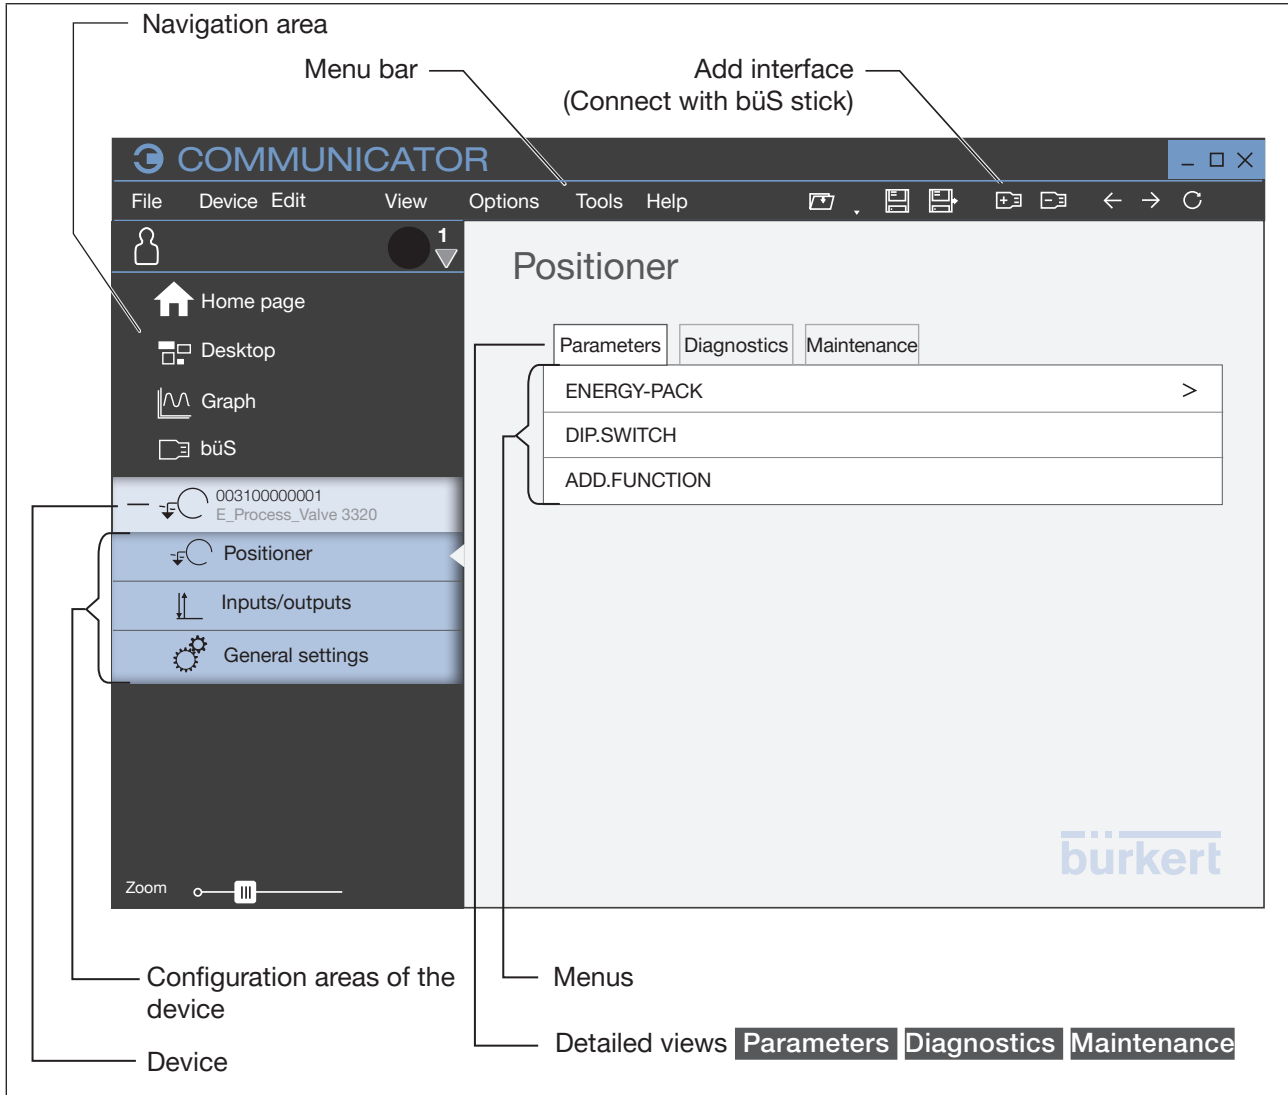 Navigation area
Menu bar
Add interface
(Connect with büS stick)
COMMUNICATOR
File Device Edit View Options Tools Help
1
Positioner
Home page
Desktop
Graph
büS
Parameters Diagnostics Maintenance
ENERGY-PACK >
DIP.SWITCH
ADD.FUNCTION
003100000001
E_Process_Valve 3320
Positioner
Inputs/outputs
General settings
bürkert
Zoom
Configuration areas of the
device
Device
Menus
Detailed views Parameters Diagnostics Maintenance